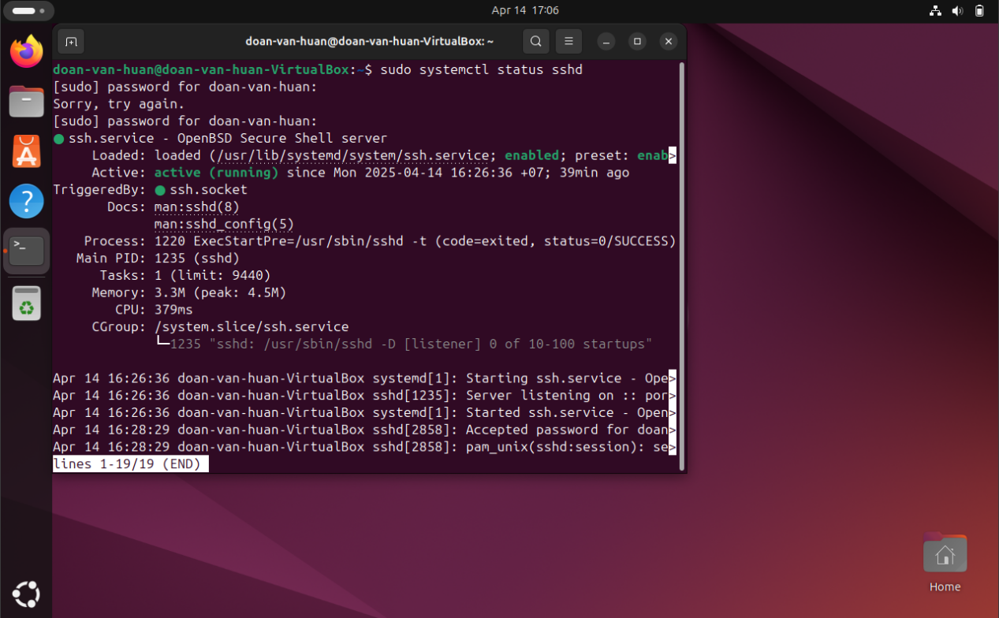 Apr 14 17:06
doan-van-huan@doan-van-huan-VirtualBox: ~
doan-van-huan@doan-van-huan-VirtualBox:~$ sudo systemctl status sshd
[sudo] password for doan-van-huan:
Sorry, try again.
[sudo] password for doan-van-huan:
● ssh.service - OpenBSD Secure Shell server
Loaded: loaded (/usr/lib/systemd/system/ssh.service; enabled; preset: enab>
Active: active (running) since Mon 2025-04-14 16:26:36 +07; 39min ago
TriggeredBy: ● ssh.socket
Docs: man:sshd(8)
man:sshd_config(5)
Process: 1220 ExecStartPre=/usr/sbin/sshd -t (code=exited, status=0/SUCCESS)
Main PID: 1235 (sshd)
Tasks: 1 (limit: 9440)
Memory: 3.3M (peak: 4.5M)
CPU: 379ms
CGroup: /system.slice/ssh.service
└─1235 "sshd: /usr/sbin/sshd -D [listener] 0 of 10-100 startups"
Apr 14 16:26:36 doan-van-huan-VirtualBox systemd[1]: Starting ssh.service - Ope>
Apr 14 16:26:36 doan-van-huan-VirtualBox sshd[1235]: Server listening on :: por>
Apr 14 16:26:36 doan-van-huan-VirtualBox systemd[1]: Started ssh.service - Open>
Apr 14 16:28:29 doan-van-huan-VirtualBox sshd[2858]: Accepted password for doan>
Apr 14 16:28:29 doan-van-huan-VirtualBox sshd[2858]: pam_unix(sshd:session): se>
lines 1-19/19 (END)
Home